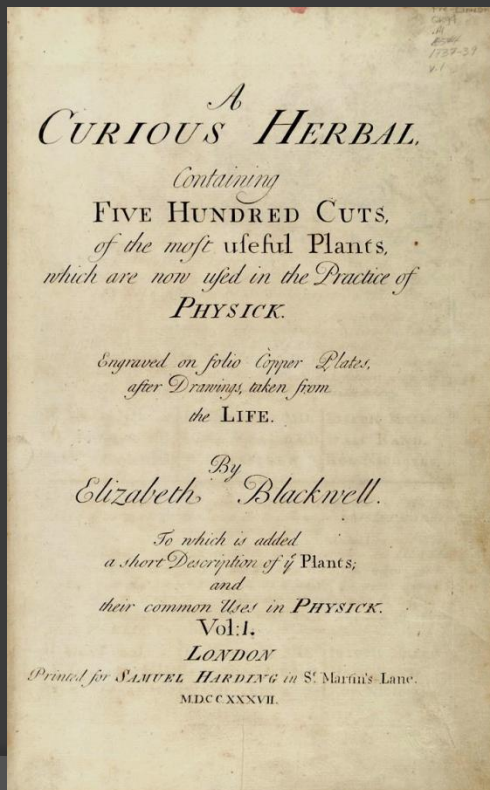 1737-39
v.1
A
CURIOUS HERBAL,
Containing
FIVE HUNDRED CUTS,
of the moſt uſeful Plants,
which are now uſed in the Practice of
PHYSICK.
Engraved on folio Copper Plates,
after Drawings, taken from
the LIFE.
By
Elizabeth Blackwell.
To which is added
a short Description of yͤ Plants;
and
their common Uses in PHYSICK.
Vol: I.
LONDON
Printed for SAMUEL HARDING in Sͭ Martin's Lane.
MDCCXXXVII.